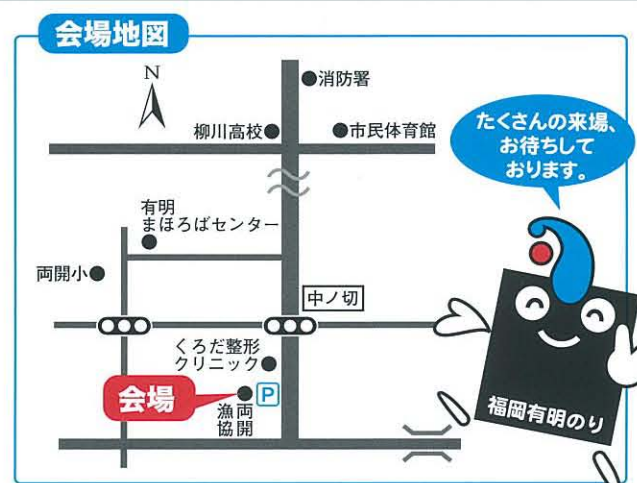 会場地図
N
消防署
柳川高校
市民体育館
たくさんの来場、
お待ちして
おります。
有明
まほろばセンター
両開小
中ノ切
くろだ整形
クリニック
会場
P
両開
漁協
福岡有明のり